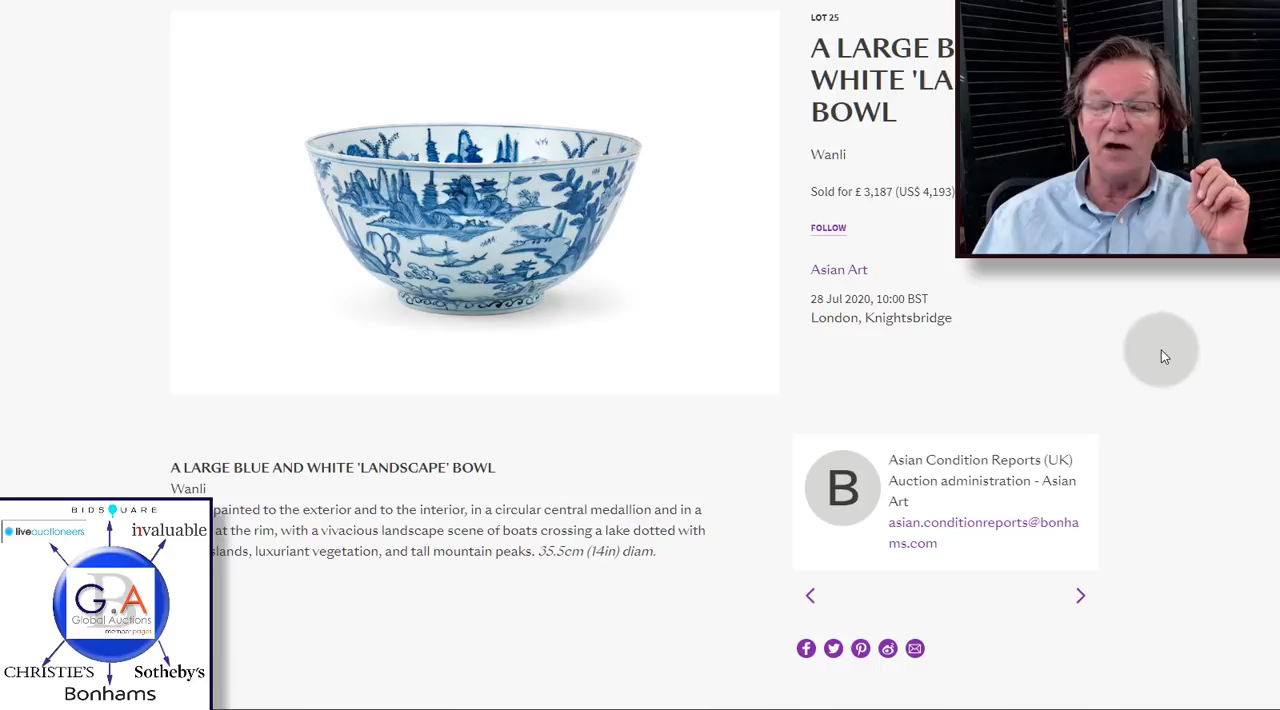 LOT 25
A LARGE B
WHITE 'LA
BOWL
Wanli
Sold for £ 3,187 (US$ 4,193)
FOLLOW
Asian Art
28 Jul 2020, 10:00 BST
London, Knightsbridge
A LARGE BLUE AND WHITE 'LANDSCAPE' BOWL
Wanli
painted to the exterior and to the interior, in a circular central medallion and in a
at the rim, with a vivacious landscape scene of boats crossing a lake dotted with
slands, luxuriant vegetation, and tall mountain peaks. 35.5cm (14in) diam.
B
Asian Condition Reports (UK)
Auction administration - Asian
Art
asian.conditionreports@bonha
ms.com
BIDSQUARE
liveauctioneers
invaluable
G.A
Global Auctions
member pages
CHRISTIE'S
Sotheby's
Bonhams